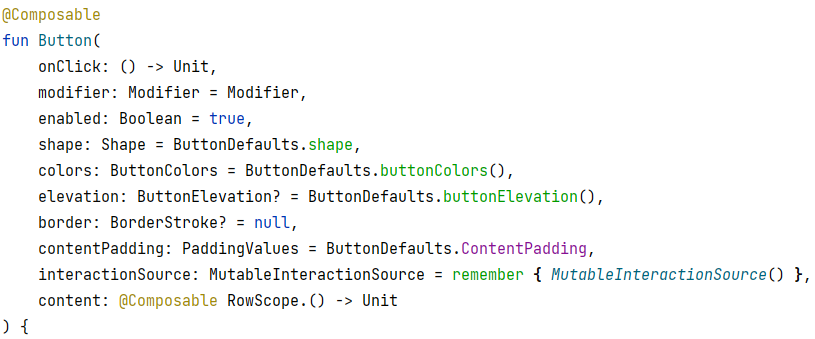 @Composable
fun Button(
    onClick: () -> Unit,
    modifier: Modifier = Modifier,
    enabled: Boolean = true,
    shape: Shape = ButtonDefaults.shape,
    colors: ButtonColors = ButtonDefaults.buttonColors(),
    elevation: ButtonElevation? = ButtonDefaults.buttonElevation(),
    border: BorderStroke? = null,
    contentPadding: PaddingValues = ButtonDefaults.ContentPadding,
    interactionSource: MutableInteractionSource = remember { MutableInteractionSource() },
    content: @Composable RowScope.() -> Unit
) {